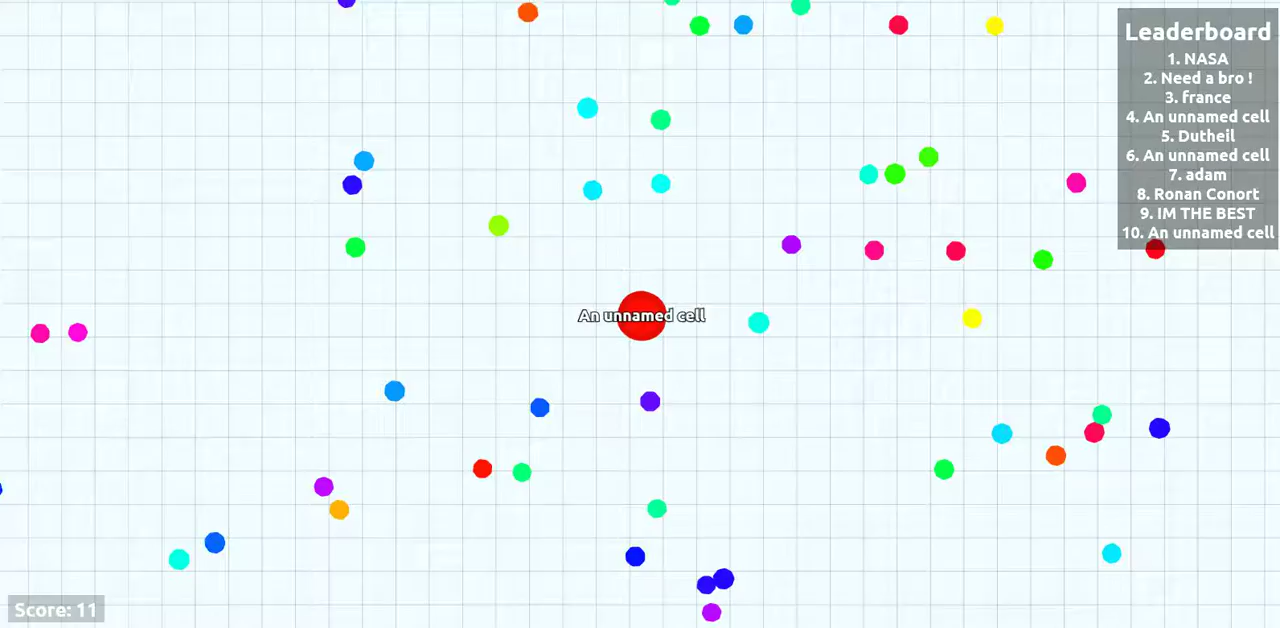 Leaderboard
1. NASA
2. Need a bro !
3. france
4. An unnamed cell
5. Dutheil
6. An unnamed cell
7. adam
8. Ronan Conort
9. IM THE BEST
10. An unnamed cell
An unnamed cell
Score: 11